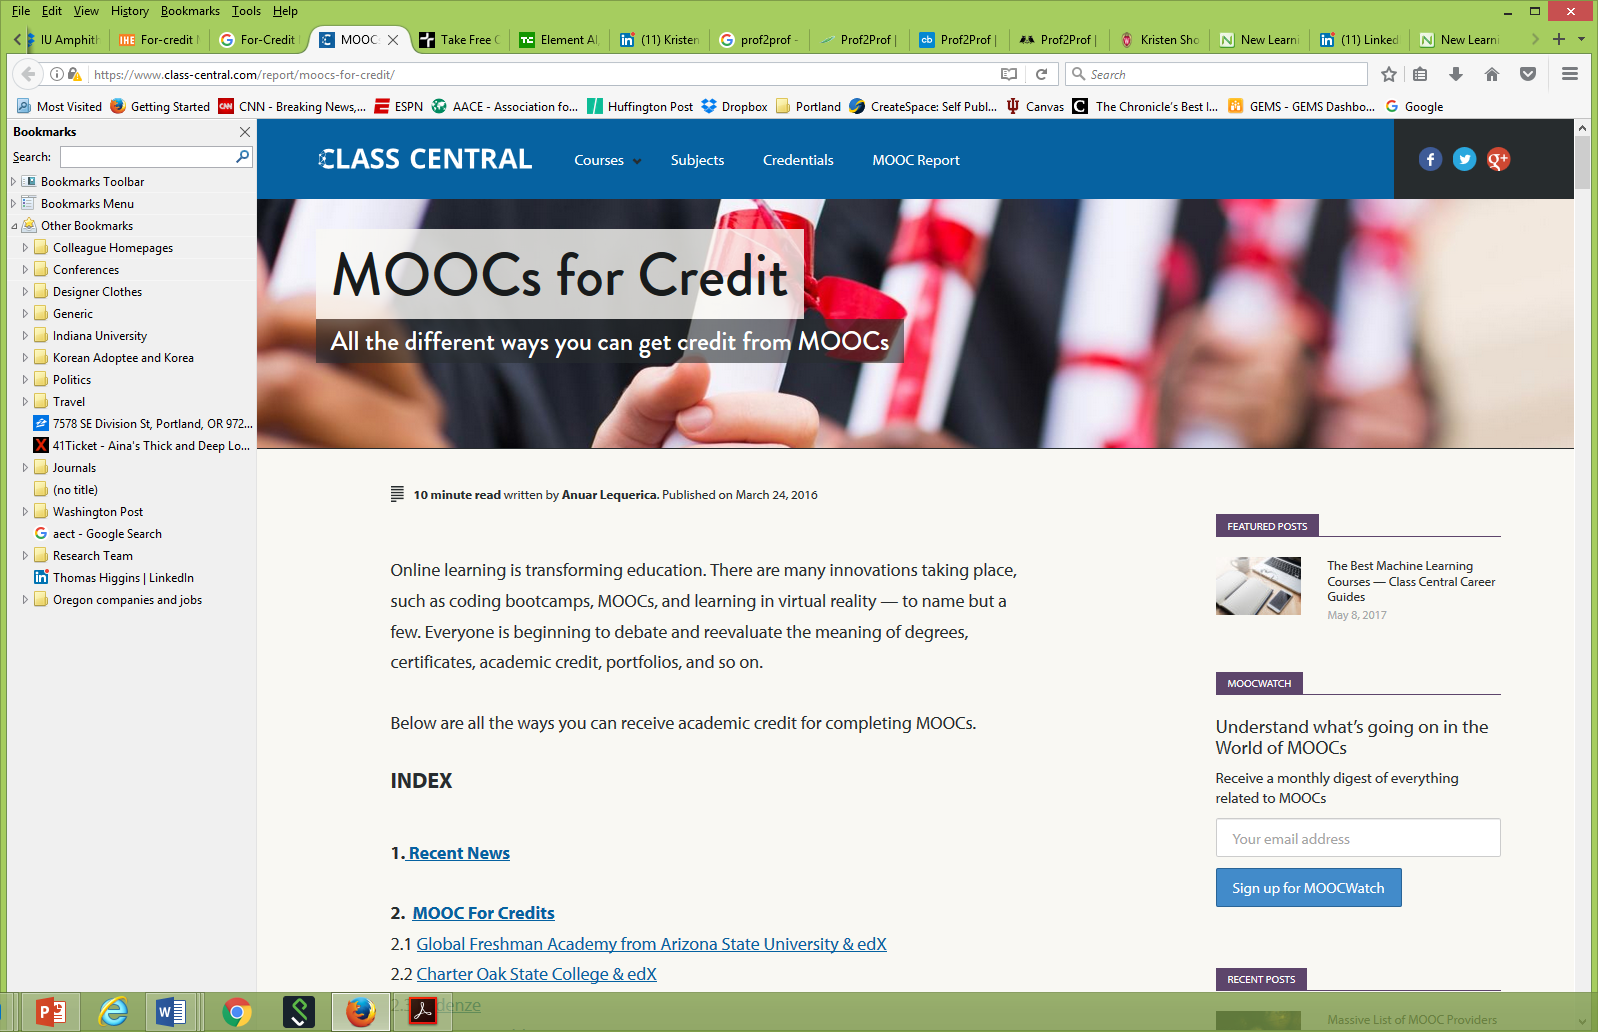 File Edit View History Bookmarks Tools Help
IU Amphith
For-credit
For-Credit
MOOC
Take Free C
Element AI,
(11) Kristen
prof2prof -
Prof2Prof |
Prof2Prof |
Prof2Prof |
Kristen Sho
New Learni
(11) Linked
New Learni
https://www.class-central.com/report/moocs-for-credit/
Search
Most Visited Getting Started CNN - Breaking News,... ESPN AACE - Association fo... Huffington Post Dropbox Portland CreateSpace: Self Publ... Canvas The Chronicle's Best I... GEMS - GEMS Dashbo... Google
Bookmarks
Search:
Bookmarks Toolbar
Bookmarks Menu
Other Bookmarks
Colleague Homepages
Conferences
Designer Clothes
Generic
Indiana University
Korean Adoptee and Korea
Politics
Travel
7578 SE Division St, Portland, OR 972...
41Ticket - Aina's Thick and Deep Lo...
Journals
(no title)
Washington Post
aect - Google Search
Research Team
Thomas Higgins | LinkedIn
Oregon companies and jobs
CLASS CENTRAL
Courses Subjects Credentials MOOC Report
MOOCs for Credit
All the different ways you can get credit from MOOCs
10 minute read written by Anuar Lequerica. Published on March 24, 2016
Online learning is transforming education. There are many innovations taking place,
such as coding bootcamps, MOOCs, and learning in virtual reality — to name but a
few. Everyone is beginning to debate and reevaluate the meaning of degrees,
certificates, academic credit, portfolios, and so on.
Below are all the ways you can receive academic credit for completing MOOCs.
INDEX
1. Recent News
2. MOOC For Credits
2.1 Global Freshman Academy from Arizona State University & edX
2.2 Charter Oak State College & edX
FEATURED POSTS
The Best Machine Learning
Courses — Class Central Career
Guides
May 8, 2017
MOOCWATCH
Understand what's going on in the
World of MOOCs
Receive a monthly digest of everything
related to MOOCs
Your email address
Sign up for MOOCWatch
RECENT POSTS
Massive List of MOOC Providers